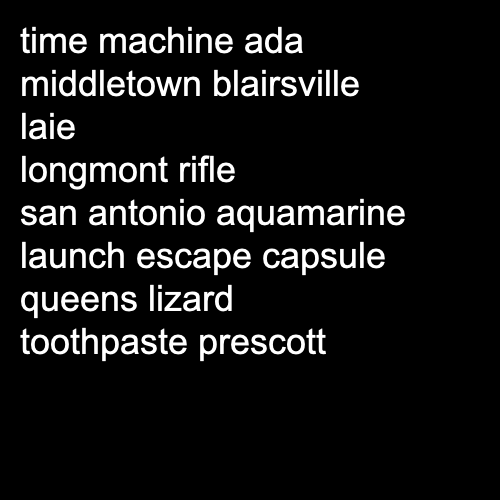 time machine ada
middletown blairsville
laie
longmont rifle
san antonio aquamarine
launch escape capsule
queens lizard
toothpaste prescott